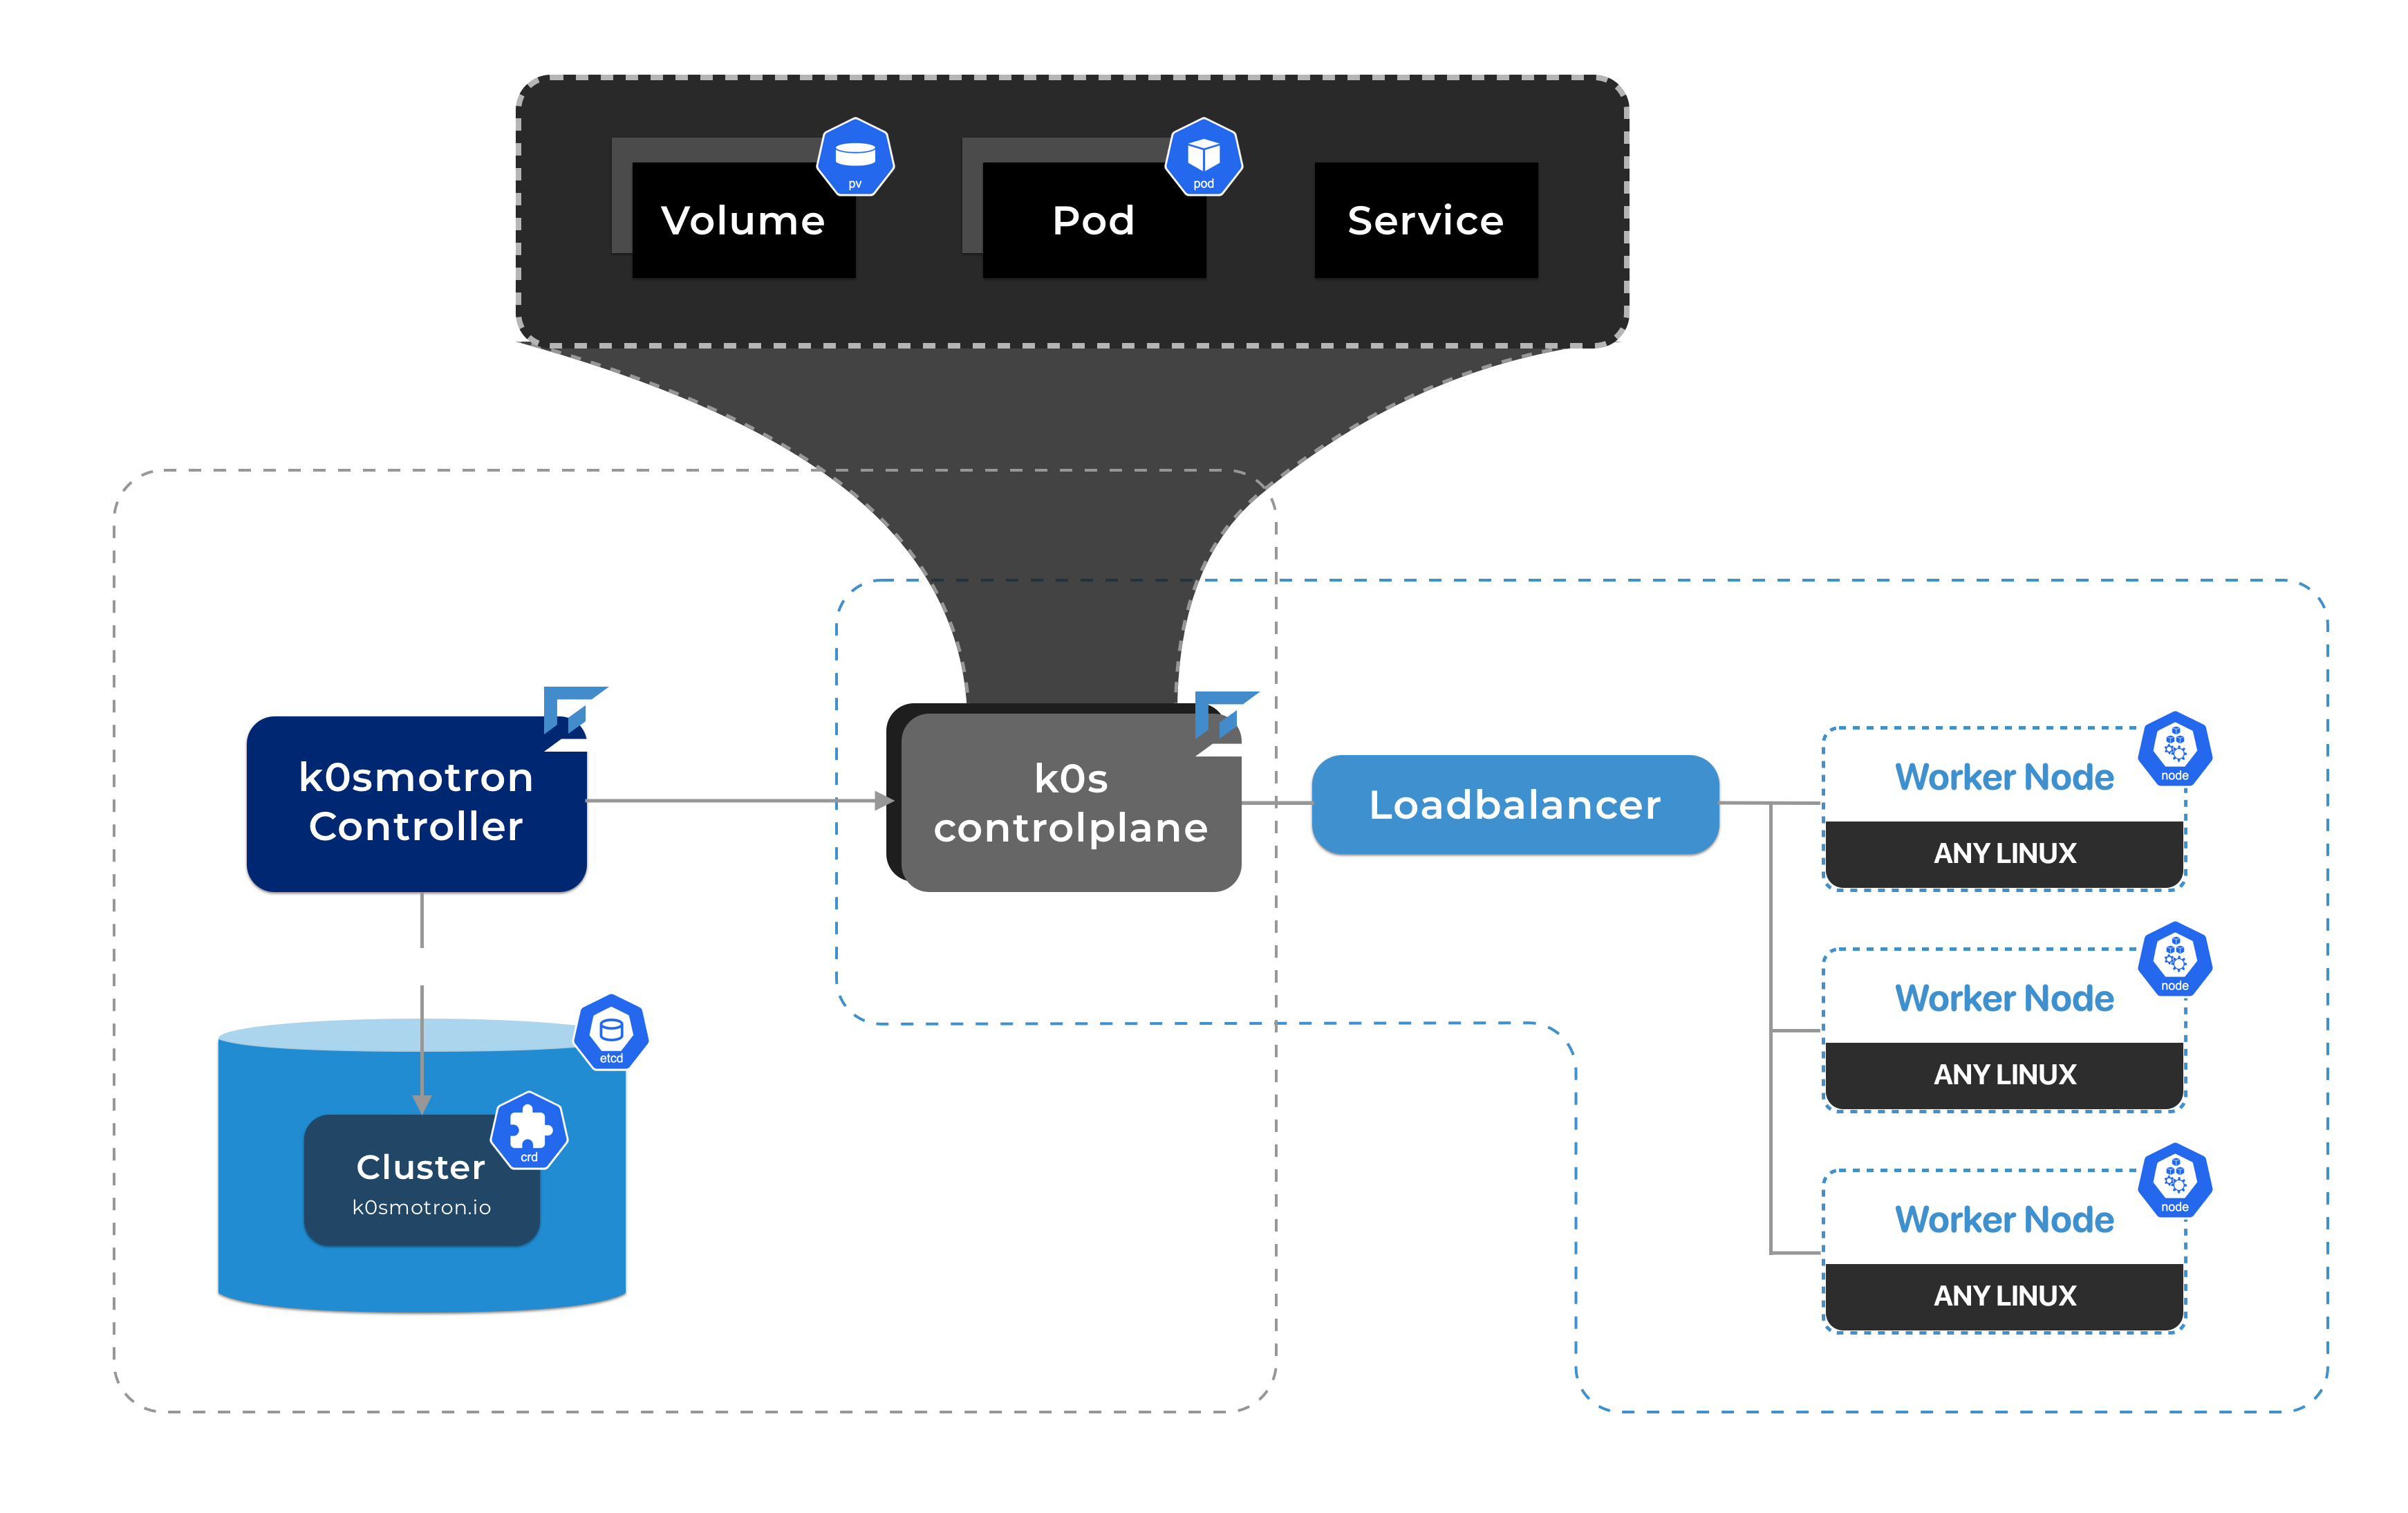 pv
Volume
pod
Pod
Service
k0smotron
Controller
k0s
controlplane
Loadbalancer
node
Worker Node
ANY LINUX
node
Worker Node
ANY LINUX
node
Worker Node
ANY LINUX
etcd
crd
Cluster
k0smotron.io